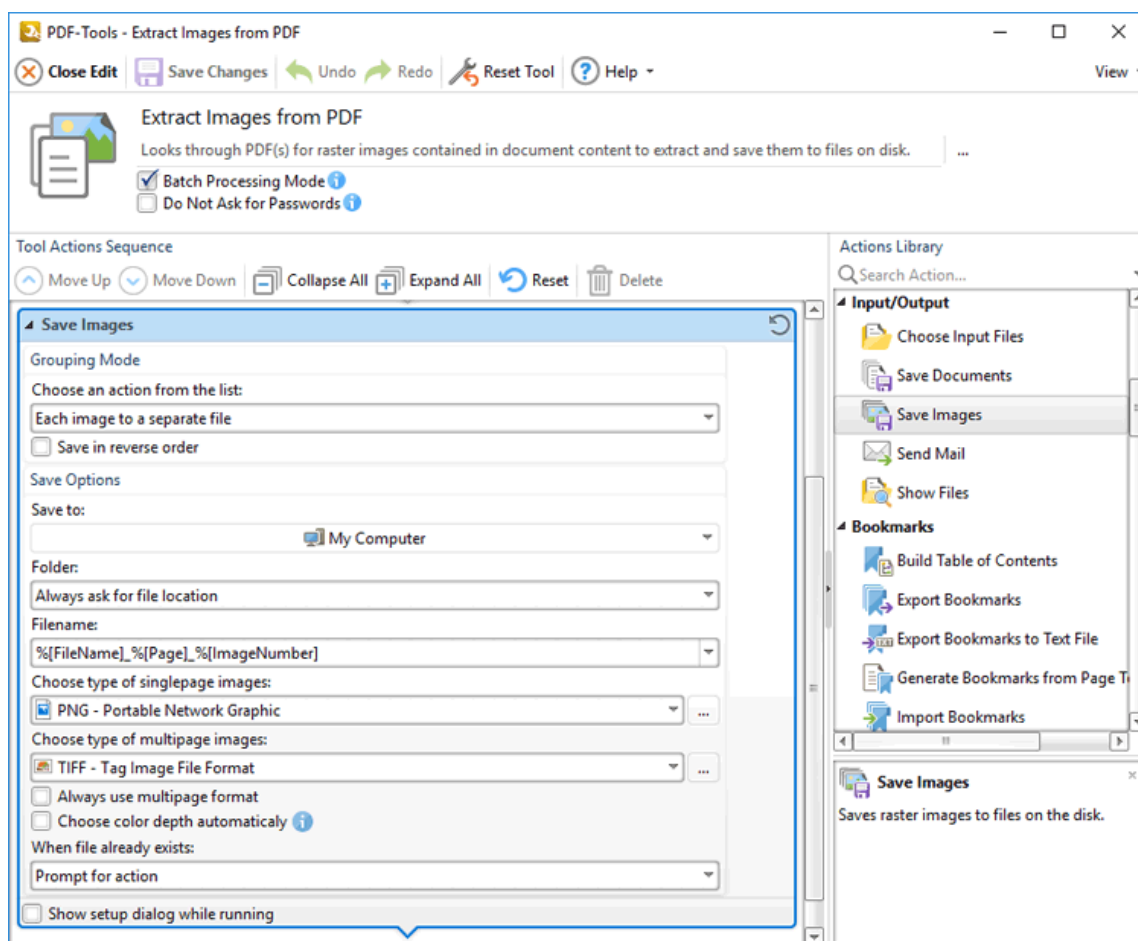 PDF-Tools - Extract Images from PDF
Close Edit Save Changes Undo Redo Reset Tool Help View
Extract Images from PDF
Looks through PDF(s) for raster images contained in document content to extract and save them to files on disk. ...
Batch Processing Mode
Do Not Ask for Passwords
Tool Actions Sequence
Move Up Move Down Collapse All Expand All Reset Delete
Save Images
Grouping Mode
Choose an action from the list:
Each image to a separate file
Save in reverse order
Save Options
Save to:
My Computer
Folder:
Always ask for file location
Filename:
%[FileName]_%[Page]_%[ImageNumber]
Choose type of singlepage images:
PNG - Portable Network Graphic ...
Choose type of multipage images:
TIFF - Tag Image File Format ...
Always use multipage format
Choose color depth automaticaly
When file already exists:
Prompt for action
Show setup dialog while running
Actions Library
Search Action...
Input/Output
Choose Input Files
Save Documents
Save Images
Send Mail
Show Files
Bookmarks
Build Table of Contents
Export Bookmarks
Export Bookmarks to Text File
Generate Bookmarks from Page T
Import Bookmarks
Save Images
Saves raster images to files on the disk.